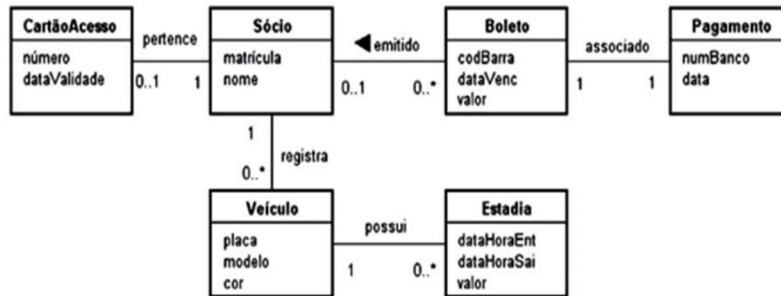 CartãoAcesso
número
dataValidade
pertence
0..1
1
Sócio
matrícula
nome
◀ emitido
0..1
0..*
Boleto
codBarra
dataVenc
valor
associado
1
1
Pagamento
numBanco
data
1
registra
0..*
Veículo
placa
modelo
cor
possui
1
0..*
Estadia
dataHoraEnt
dataHoraSai
valor